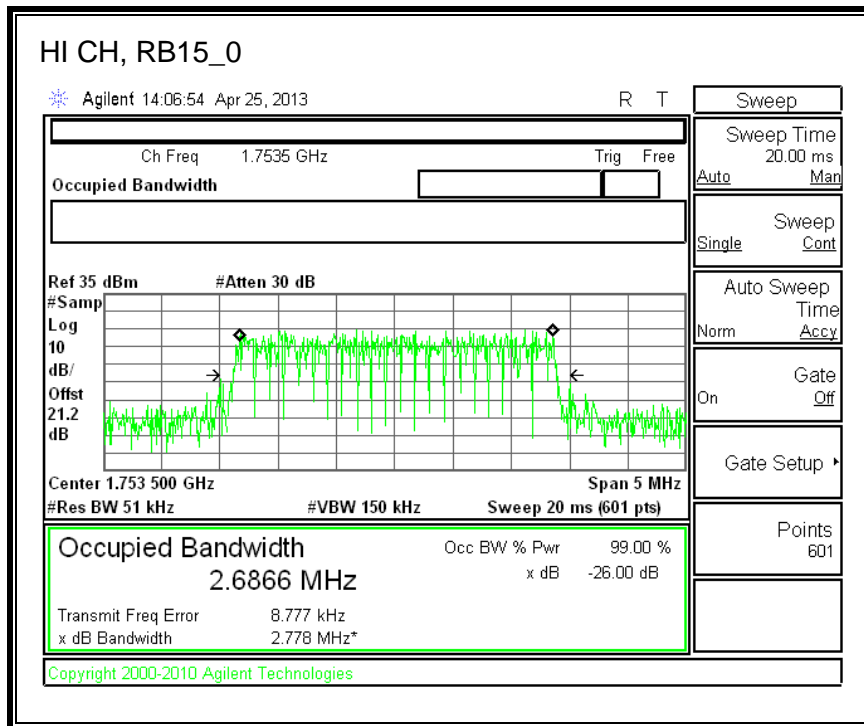 HI CH, RB15_0
Agilent 14:06:54 Apr 25, 2013 R T
Sweep
Ch Freq 1.7535 GHz Trig Free
Occupied Bandwidth
Sweep Time
20.00 ms
Auto Man
Sweep
Single Cont
Auto Sweep
Time
Norm Accy
Gate
On Off
Gate Setup
Points
601
Ref 35 dBm #Atten 30 dB
#Samp
Log
10
dB/
Offst
21.2
dB
Center 1.753 500 GHz Span 5 MHz
#Res BW 51 kHz #VBW 150 kHz Sweep 20 ms (601 pts)
Occupied Bandwidth Occ BW % Pwr 99.00 %
2.6866 MHz x dB -26.00 dB
Transmit Freq Error 8.777 kHz
x dB Bandwidth 2.778 MHz*
Copyright 2000-2010 Agilent Technologies